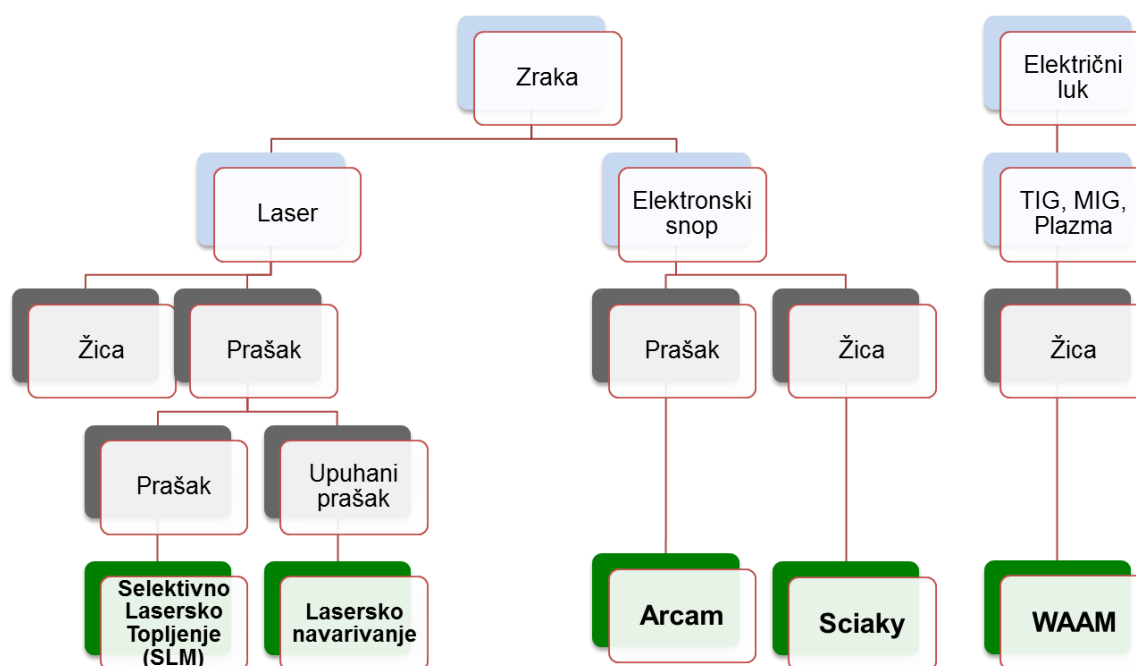 Zraka
Električni
luk
Laser
Elektronski
snop
TIG, MIG,
Plazma
Žica
Prašak
Prašak
Žica
Žica
Prašak
Upuhani
prašak
Selektivno
Lasersko
Topljenje
(SLM)
Lasersko
navarivanje
Arcam
Sciaky
WAAM